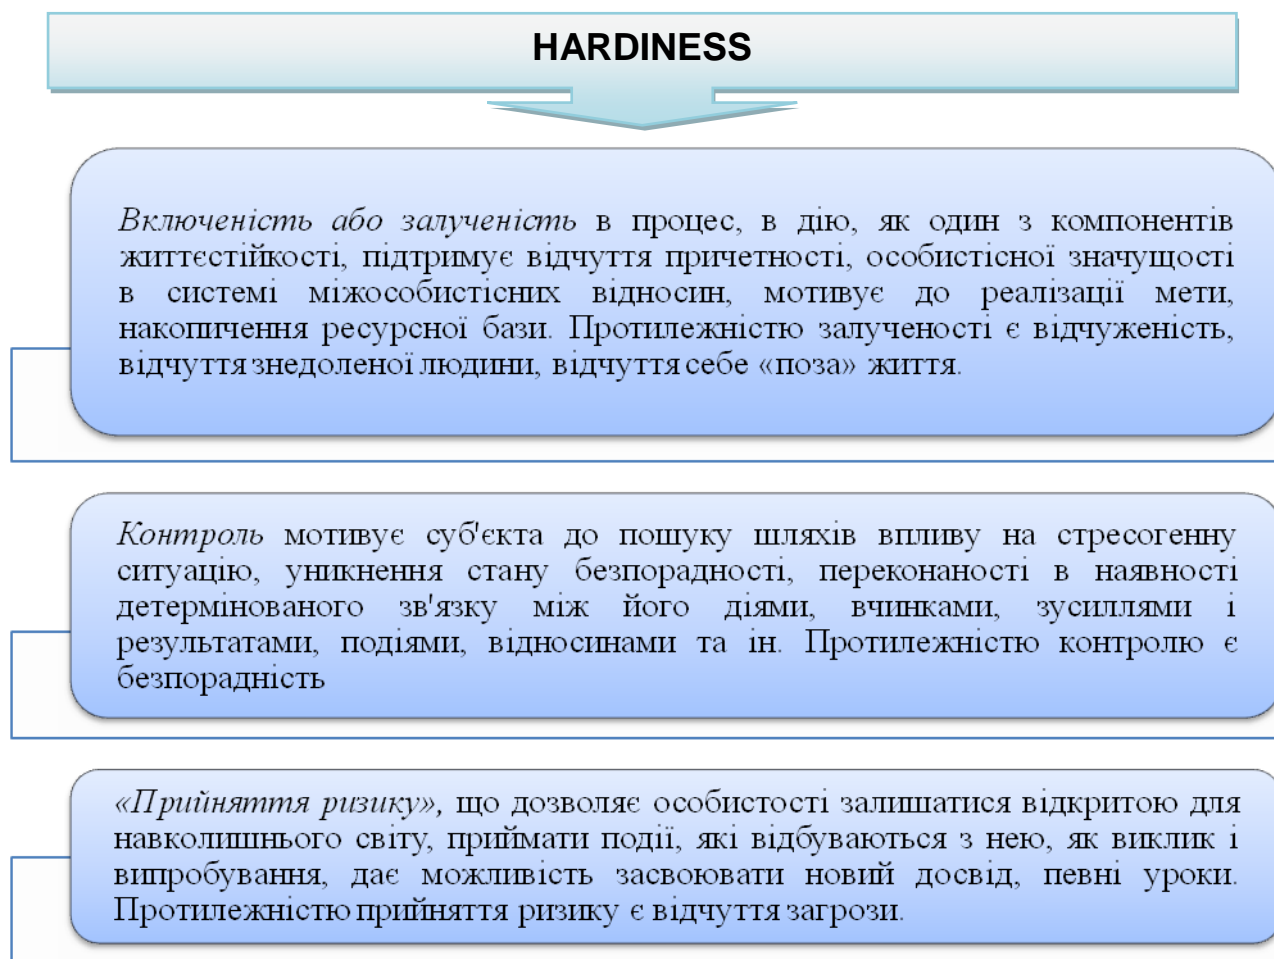 HARDINESS
Включеність або залученість в процес, в дію, як один з компонентів
життєстійкості, підтримує відчуття причетності, особистісної значущості
в системі міжособистісних відносин, мотивує до реалізації мети,
накопичення ресурсної бази. Протилежністю залученості є відчуженість,
відчуття знедоленої людини, відчуття себе «поза» життя.
Контроль мотивує суб'єкта до пошуку шляхів впливу на стресогенну
ситуацію, уникнення стану безпорадності, переконаності в наявності
детермінованого зв'язку між його діями, вчинками, зусиллями і
результатами, подіями, відносинами та ін. Протилежністю контролю є
безпорадність
«Прийняття ризику», що дозволяє особистості залишатися відкритою для
навколишнього світу, приймати події, які відбуваються з нею, як виклик і
випробування, дає можливість засвоювати новий досвід, певні уроки.
Протилежністю прийняття ризику є відчуття загрози.